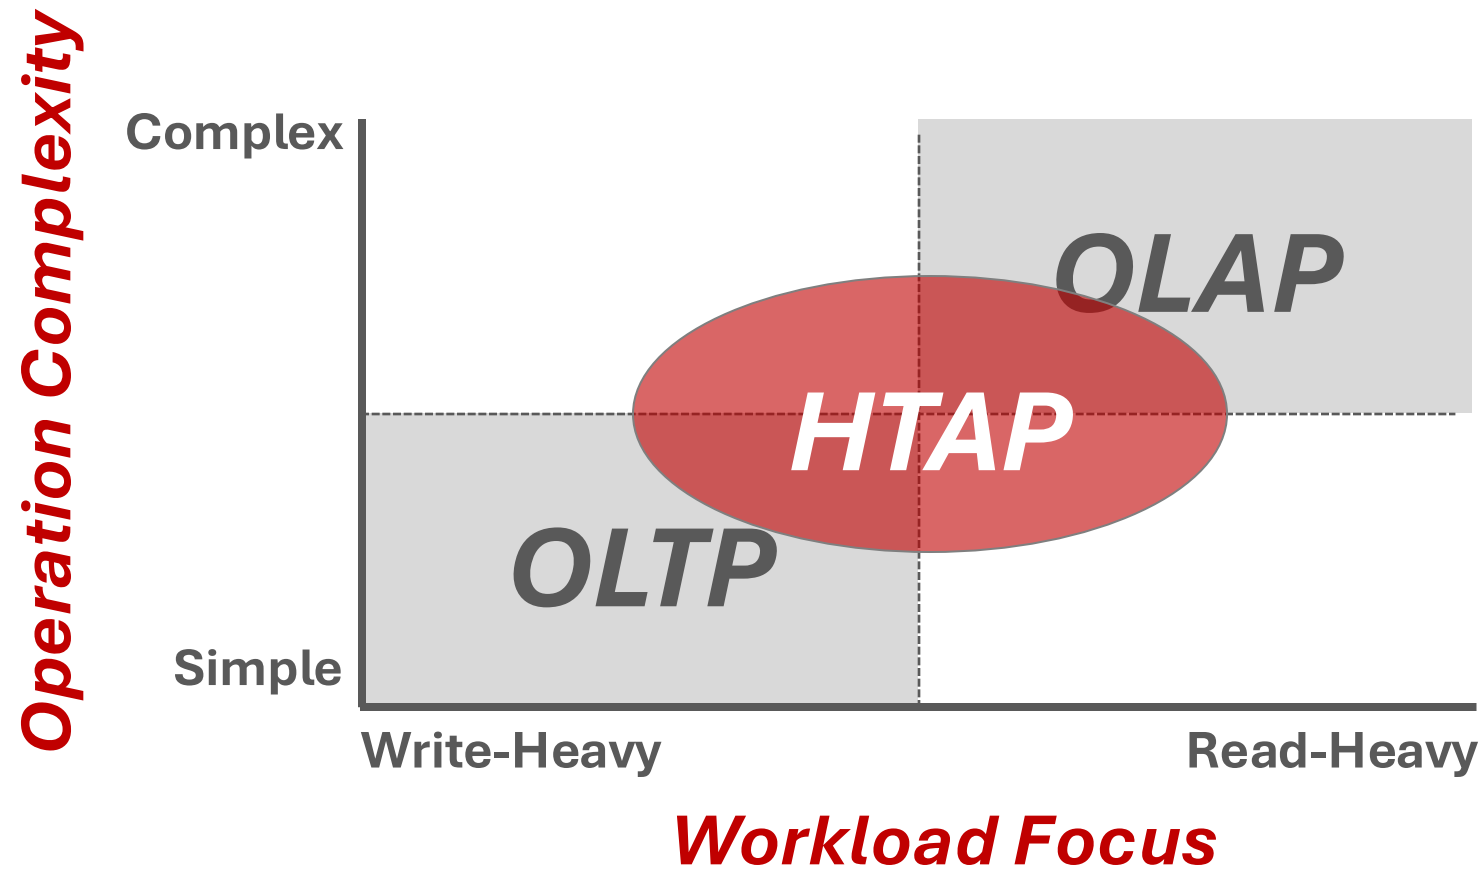 Operation Complexity
Complex
OLAP
HTAP
OLTP
Simple
Write-Heavy
Read-Heavy
Workload Focus